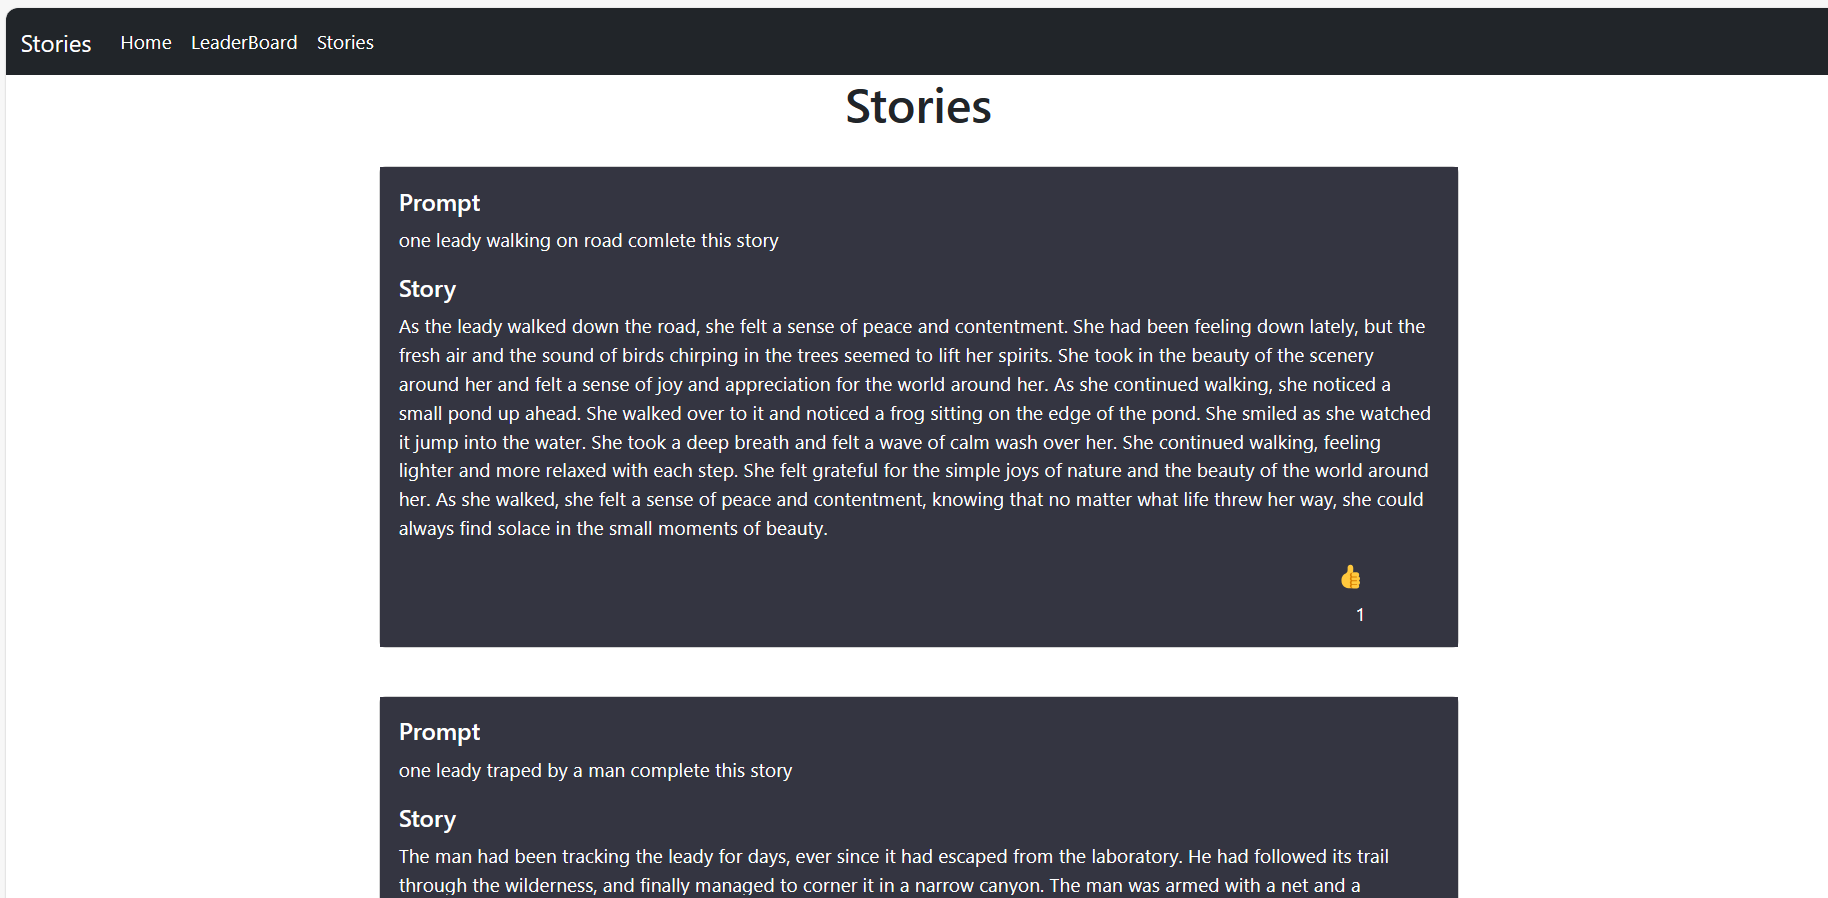 Stories Home LeaderBoard Stories
Stories
Prompt
one leady walking on road comlete this story
Story
As the leady walked down the road, she felt a sense of peace and contentment. She had been feeling down lately, but the
fresh air and the sound of birds chirping in the trees seemed to lift her spirits. She took in the beauty of the scenery
around her and felt a sense of joy and appreciation for the world around her. As she continued walking, she noticed a
small pond up ahead. She walked over to it and noticed a frog sitting on the edge of the pond. She smiled as she watched
it jump into the water. She took a deep breath and felt a wave of calm wash over her. She continued walking, feeling
lighter and more relaxed with each step. She felt grateful for the simple joys of nature and the beauty of the world around
her. As she walked, she felt a sense of peace and contentment, knowing that no matter what life threw her way, she could
always find solace in the small moments of beauty.
1
Prompt
one leady traped by a man complete this story
Story
The man had been tracking the leady for days, ever since it had escaped from the laboratory. He had followed its trail
through the wilderness, and finally managed to corner it in a narrow canyon. The man was armed with a net and a